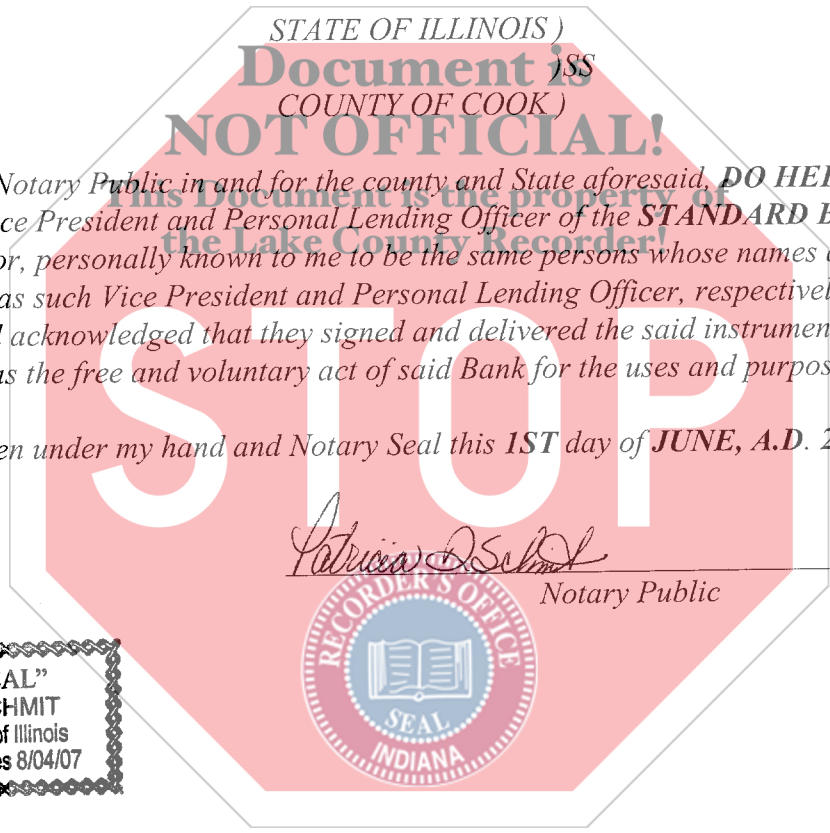 STATE OF ILLINOIS )
Document is
)SS
COUNTY OF COOK )
NOT OFFICIAL!
Notary Public in and for the county and State aforesaid, DO HE
This Document is the property of
ce President and Personal Lending Officer of the STANDARD
the Lake County Recorder!
or, personally known to me to be the same persons whose names
as such Vice President and Personal Lending Officer, respectivel
acknowledged that they signed and delivered the said instrumen
as the free and voluntary act of said Bank for the uses and purpos
STOP
en under my hand and Notary Seal this 1ST day of JUNE, A.D. 2
Patricia D Schmit
Notary Public
RECORDER'S OFFICE
SEAL
INDIANA
AL"
CHMIT
of Illinois
es 8/04/07